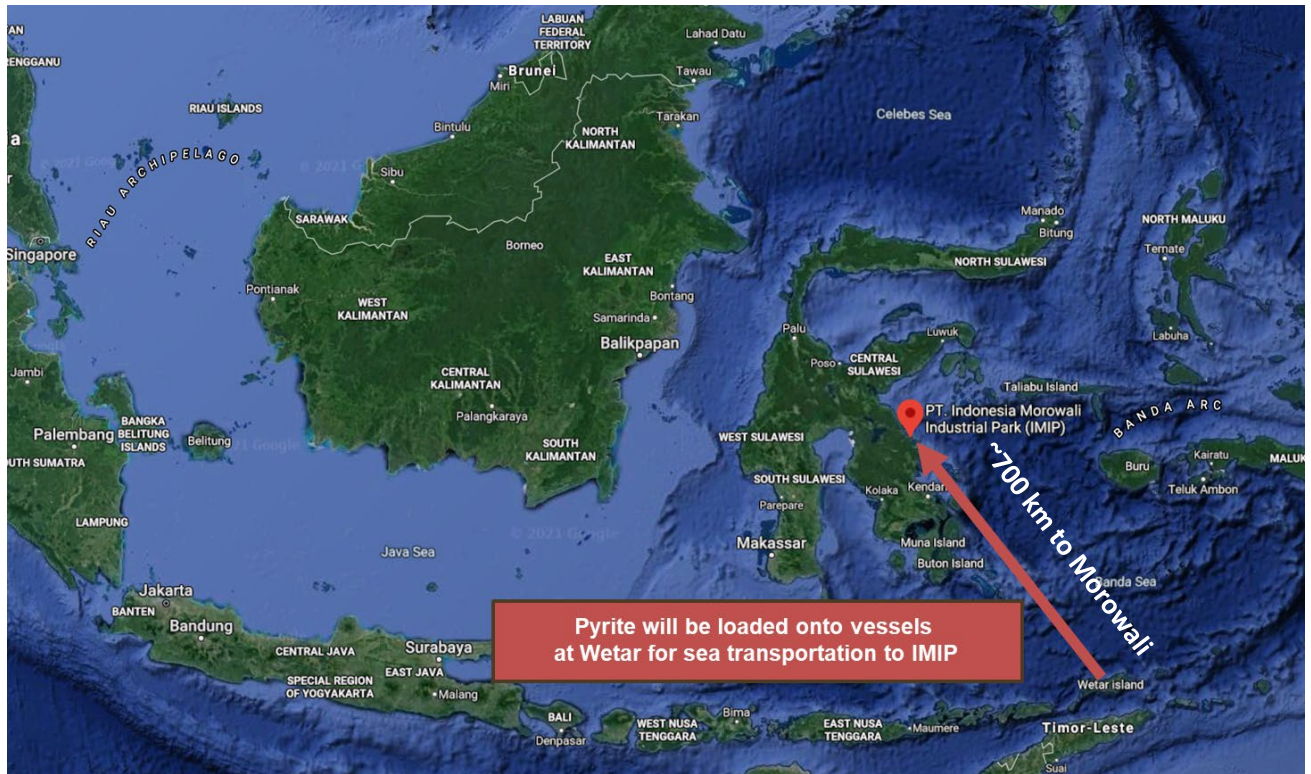 LABUAN
FEDERAL
TERRITORY
Lahad Datu
ENGGANU
Brunei
Miri
Tawau
RIAU ISLANDS
Celebes Sea
Tarakan
Bintulu
NORTH
KALIMANTAN
RIAU ARCHIPELAGO
© 2021
Sibu
SARAWAK
Manado
Bitung
NORTH MALUKU
Singapore
Borneo
Ternate
EAST
KALIMANTAN
NORTH SULAWESI
Pontianak
Bontang
WEST
KALIMANTAN
Samarinda
Palu
Luwuk
Labuha
Balikpapan
Poso
CENTRAL
SULAWESI
Jambi
CENTRAL
KALIMANTAN
Taliabu Island
BANGKA
BELITUNG
ISLANDS
Palangkaraya
PT. Indonesia Morowali
Industrial Park (IMIP)
BANDA ARC
Palembang
Belitung
WEST SULAWESI
SOUTH
KALIMANTAN
Kairatu
MALUK
Buru
OUTH SUMATRA
SOUTH SULAWESI
Teluk Ambon
Kolaka
Kendari
Parepare
~700 km to Morowali
LAMPUNG
© 2021 Google
Makassar
Muna Island
Java Sea
Buton Island
Banda Sea
Jakarta
BANTEN
Bandung
Pyrite will be loaded onto vessels
at Wetar for sea transportation to IMIP
CENTRAL JAVA
Surabaya
EAST JAVA
SPECIAL REGION
OF YOGYAKARTA
Malang
Wetar island
BALI
Denpasar
WEST NUSA
TENGGARA
Bima
EAST NUSA
TENGGARA
Maumere
Timor-Leste
Suai